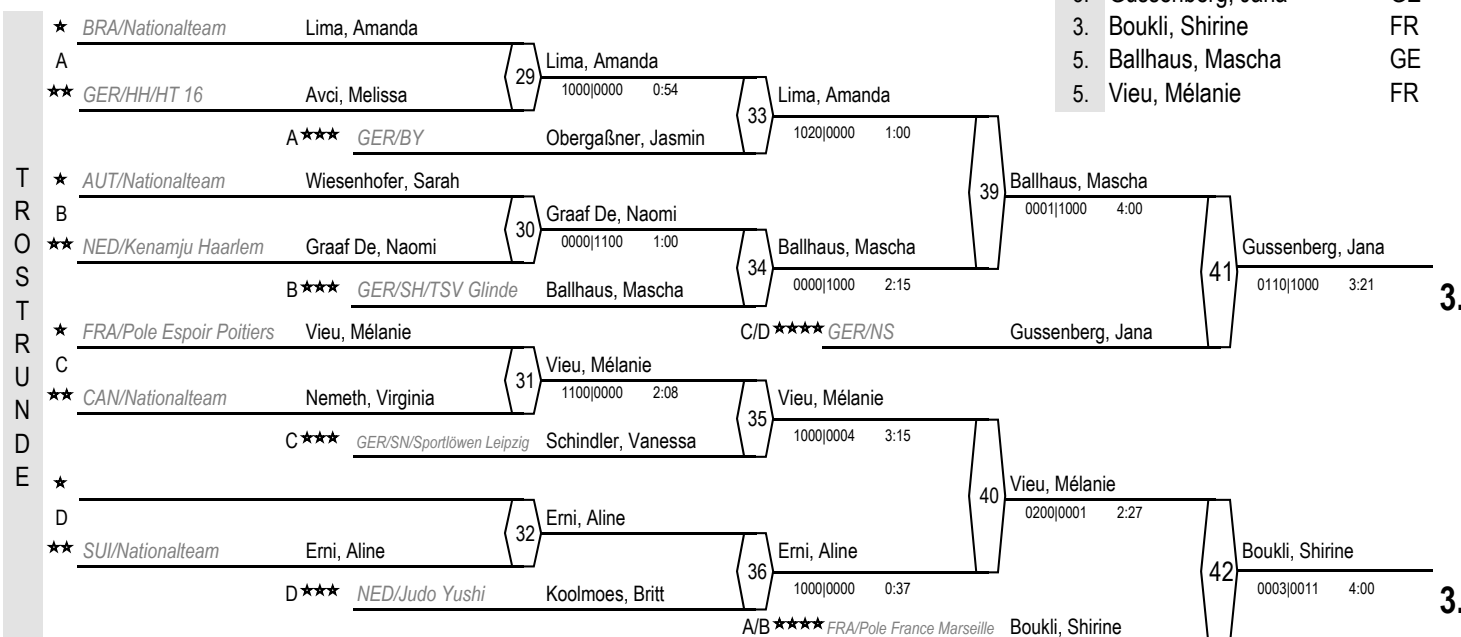 3. Boukli, Shirine FR
5. Ballhaus, Mascha GE
5. Vieu, Mélanie FR
TROSTRUNDE
★ BRA/Nationalteam Lima, Amanda
A
★★ GER/HH/HT 16 Avci, Melissa
29 Lima, Amanda
1000|0000 0:54
A ★★★ GER/BY Obergaßner, Jasmin
33 Lima, Amanda
1020|0000 1:00
★ AUT/Nationalteam Wiesenhofer, Sarah
B
★★ NED/Kenamju Haarlem Graaf De, Naomi
30 Graaf De, Naomi
0000|1100 1:00
B ★★★ GER/SH/TSV Glinde Ballhaus, Mascha
34 Ballhaus, Mascha
0000|1000 2:15
39 Ballhaus, Mascha
0001|1000 4:00
C/D ★★★★ GER/NS Gussenberg, Jana
41 Gussenberg, Jana
0110|1000 3:21
3.
★ FRA/Pole Espoir Poitiers Vieu, Mélanie
C
★★ CAN/Nationalteam Nemeth, Virginia
31 Vieu, Mélanie
1100|0000 2:08
C ★★★ GER/SN/Sportlöwen Leipzig Schindler, Vanessa
35 Vieu, Mélanie
1000|0004 3:15
★
D
★★ SUI/Nationalteam Erni, Aline
32 Erni, Aline
D ★★★ NED/Judo Yushi Koolmoes, Britt
36 Erni, Aline
1000|0000 0:37
40 Vieu, Mélanie
0200|0001 2:27
A/B ★★★★ FRA/Pole France Marseille Boukli, Shirine
42 Boukli, Shirine
0003|0011 4:00
3.